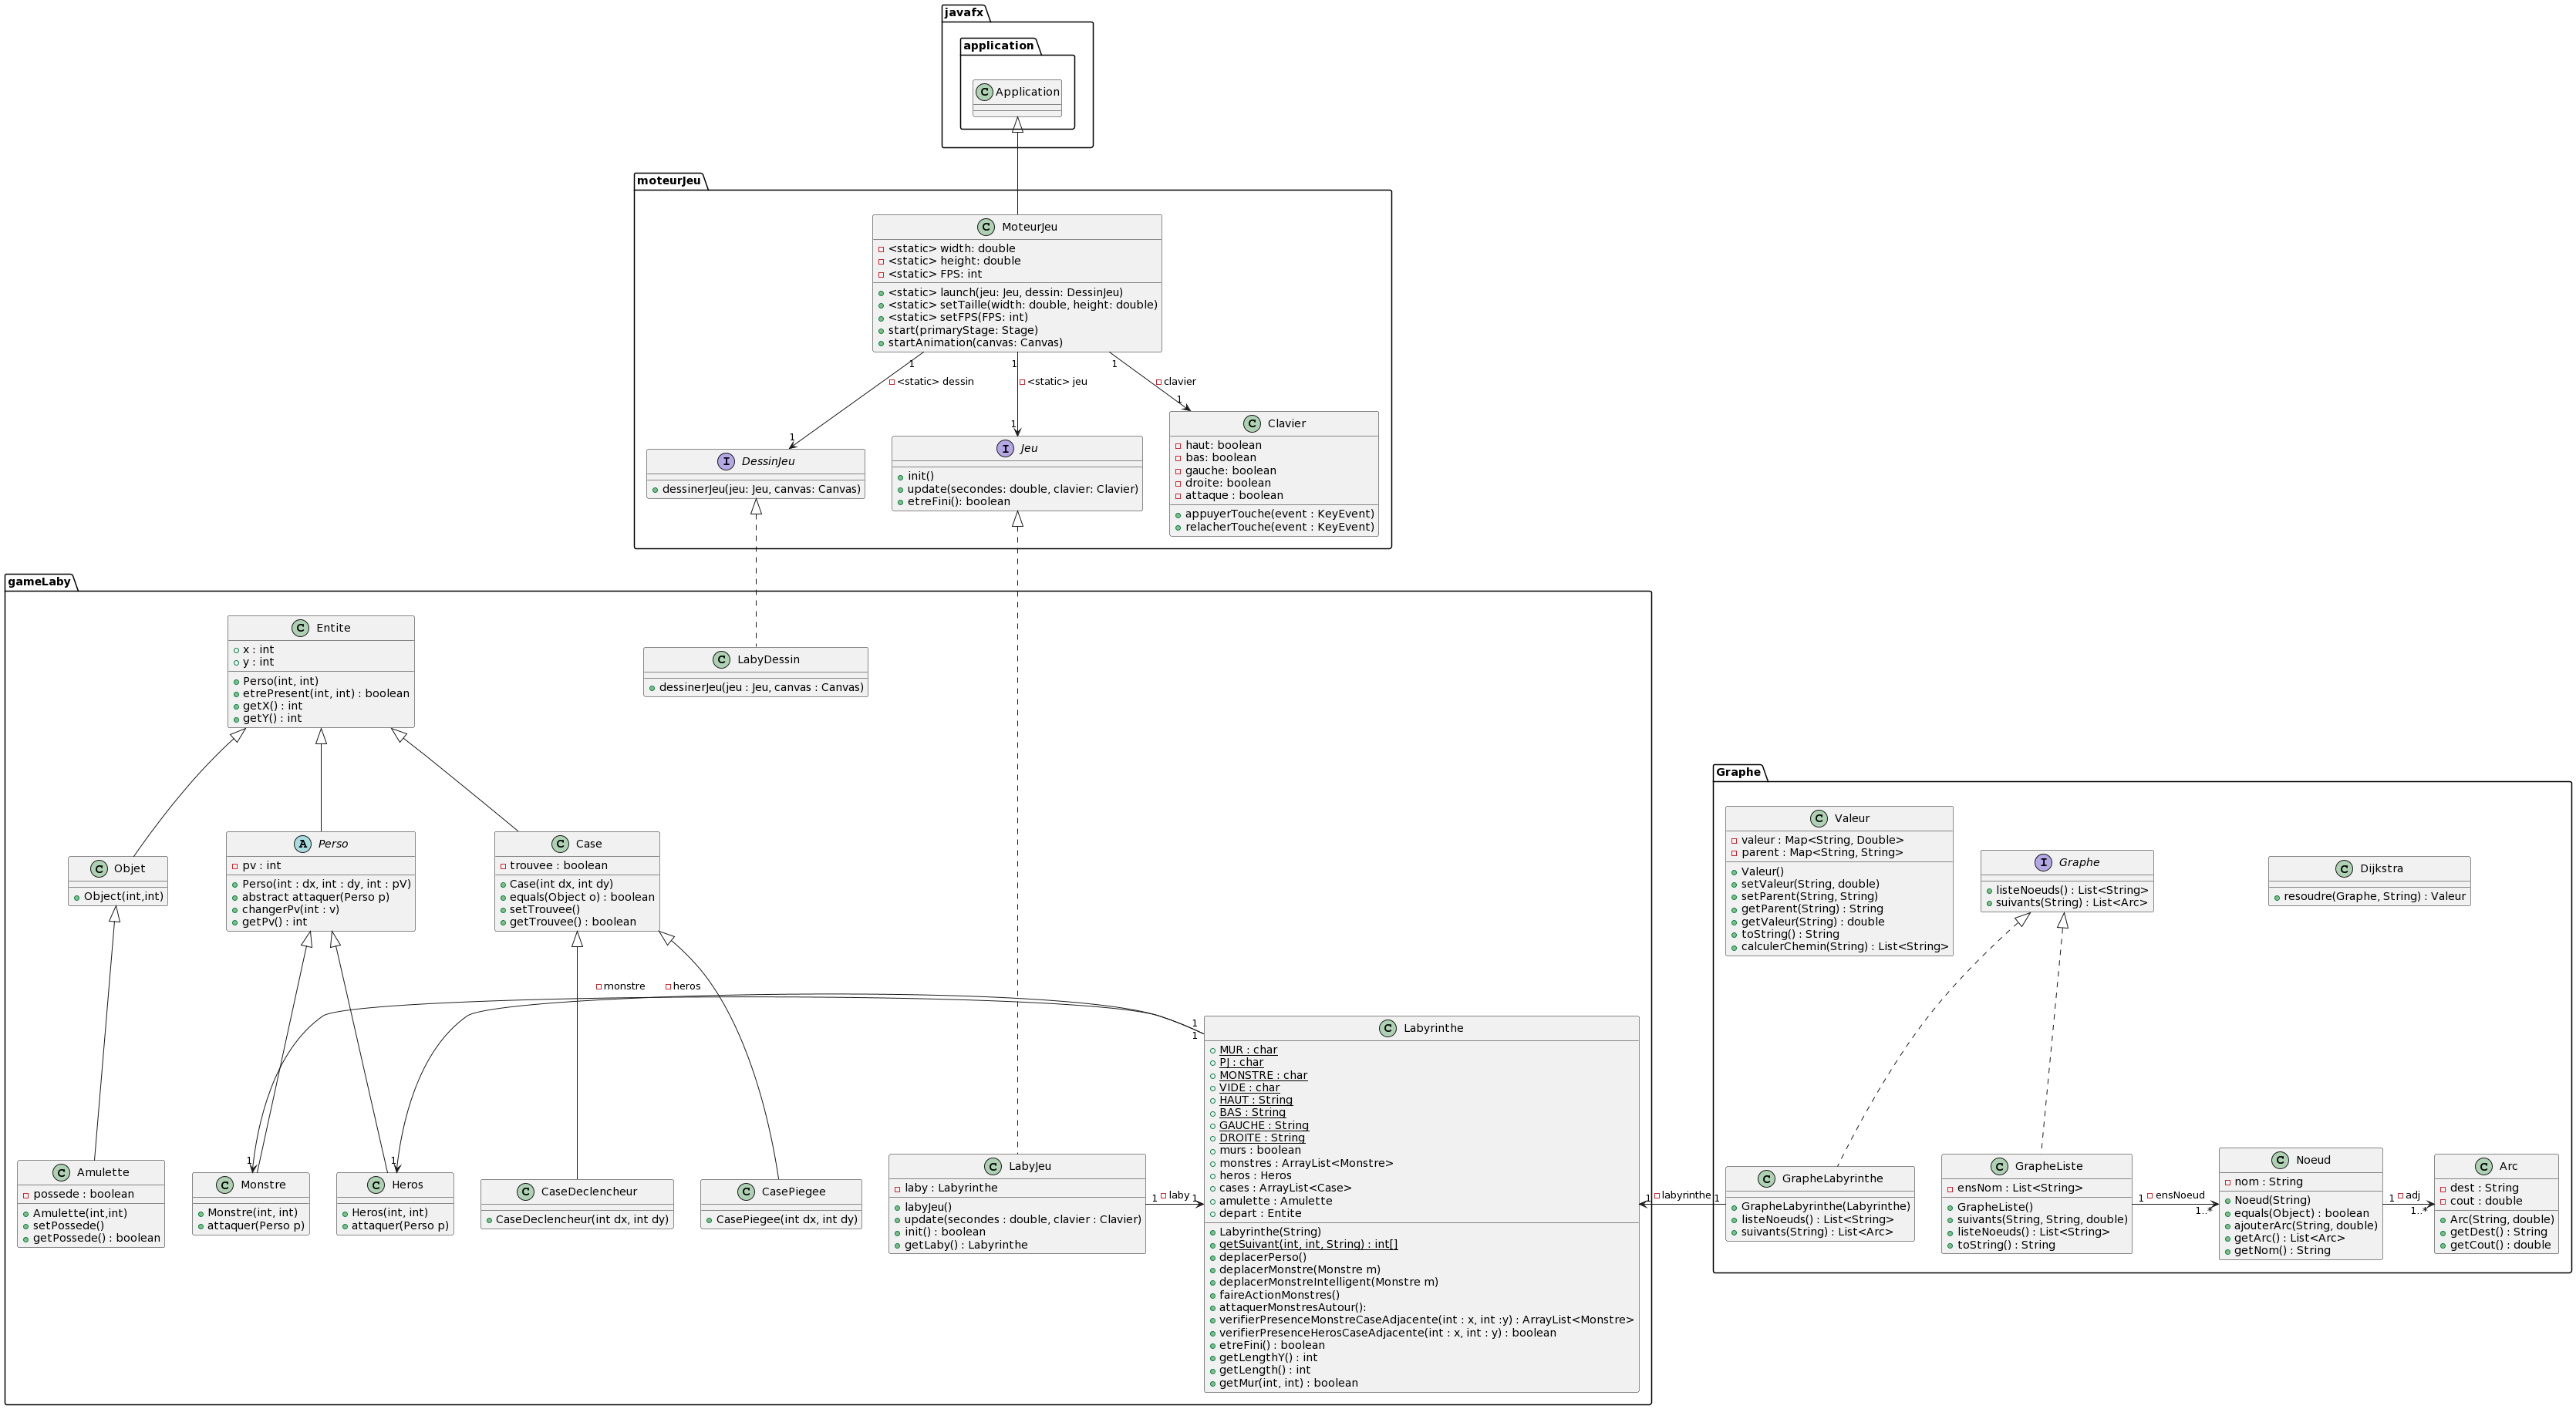 javafx
application
C Application
moteurJeu
C MoteurJeu
<static> width: double
<static> height: double
<static> FPS: int
<static> launch(jeu: Jeu, dessin: DessinJeu)
<static> setTaille(width: double, height: double)
<static> setFPS(FPS: int)
start(primaryStage: Stage)
startAnimation(canvas: Canvas)
1 1 1
<static> dessin
<static> jeu
clavier
1 1 1
I DessinJeu
dessinerJeu(jeu: Jeu, canvas: Canvas)
I Jeu
init()
update(secondes: double, clavier: Clavier)
etreFini(): boolean
C Clavier
haut: boolean
bas: boolean
gauche: boolean
droite: boolean
attaque : boolean
appuyerTouche(event : KeyEvent)
relacherTouche(event : KeyEvent)
gameLaby
C Entite
x : int
y : int
Perso(int, int)
etrePresent(int, int) : boolean
getX() : int
getY() : int
C LabyDessin
dessinerJeu(jeu : Jeu, canvas : Canvas)
C Objet
Object(int,int)
A Perso
pv : int
Perso(int : dx, int : dy, int : pV)
abstract attaquer(Perso p)
changerPv(int : v)
getPv() : int
C Case
trouvee : boolean
Case(int dx, int dy)
equals(Object o) : boolean
setTrouvee()
getTrouvee() : boolean
monstre
heros
1
1
1
1
C Amulette
possede : boolean
Amulette(int,int)
setPossede()
getPossede() : boolean
C Monstre
Monstre(int, int)
attaquer(Perso p)
C Heros
Heros(int, int)
attaquer(Perso p)
C CaseDeclencheur
CaseDeclencheur(int dx, int dy)
C CasePiegee
CasePiegee(int dx, int dy)
C LabyJeu
laby : Labyrinthe
labyJeu()
update(secondes : double, clavier : Clavier)
init() : boolean
getLaby() : Labyrinthe
1 laby 1
C Labyrinthe
MUR : char
PJ : char
MONSTRE : char
VIDE : char
HAUT : String
BAS : String
GAUCHE : String
DROITE : String
murs : boolean
monstres : ArrayList<Monstre>
heros : Heros
cases : ArrayList<Case>
amulette : Amulette
depart : Entite
Labyrinthe(String)
getSuivant(int, int, String) : int[]
deplacerPerso()
deplacerMonstre(Monstre m)
deplacerMonstreIntelligent(Monstre m)
faireActionMonstres()
attaquerMonstresAutour():
verifierPresenceMonstreCaseAdjacente(int : x, int :y) : ArrayList<Monstre>
verifierPresenceHerosCaseAdjacente(int : x, int : y) : boolean
etreFini() : boolean
getLengthY() : int
getLength() : int
getMur(int, int) : boolean
1 labyrinthe 1
Graphe
C Valeur
valeur : Map<String, Double>
parent : Map<String, String>
Valeur()
setValeur(String, double)
setParent(String, String)
getParent(String) : String
getValeur(String) : double
toString() : String
calculerChemin(String) : List<String>
I Graphe
listeNoeuds() : List<String>
suivants(String) : List<Arc>
C Dijkstra
resoudre(Graphe, String) : Valeur
C GrapheLabyrinthe
GrapheLabyrinthe(Labyrinthe)
listeNoeuds() : List<String>
suivants(String) : List<Arc>
C GrapheListe
ensNom : List<String>
GrapheListe()
suivants(String, String, double)
listeNoeuds() : List<String>
toString() : String
1 ensNoeud 1..*
C Noeud
nom : String
Noeud(String)
equals(Object) : boolean
ajouterArc(String, double)
getArc() : List<Arc>
getNom() : String
1 adj 1..*
C Arc
dest : String
cout : double
Arc(String, double)
getDest() : String
getCout() : double